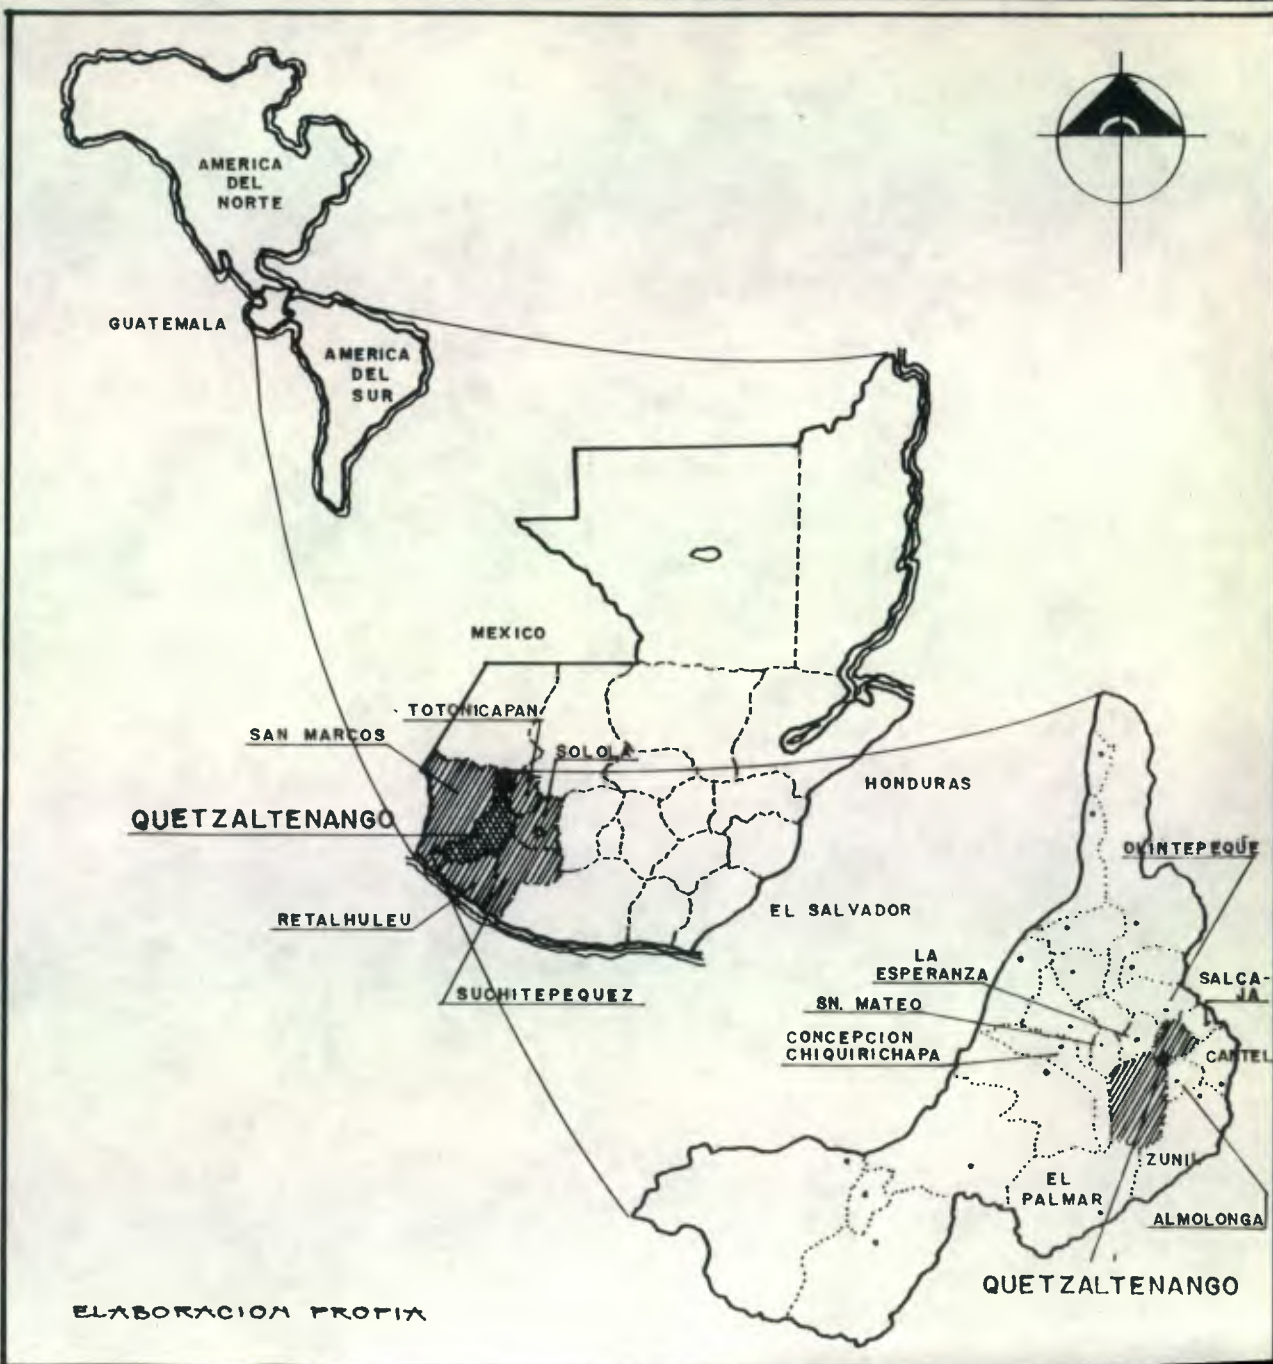 AMERICA
DEL
NORTE
GUATEMALA
AMERICA
DEL
SUR
MEXICO
TOTONICAPAN
SAN MARCOS
SOLOLA
HONDURAS
QUETZALTENANGO
OLINTEPEQUE
RETALHULEU
EL SALVADOR
LA
ESPERANZA
SALCA-
JA
SUCHITEPEQUEZ
SN. MATEO
CONCEPCION
CHIQUIRICHAPA
CANTEL
ZUNIL
EL
PALMAR
ALMOLONGA
QUETZALTENANGO
ELABORACION PROPIA